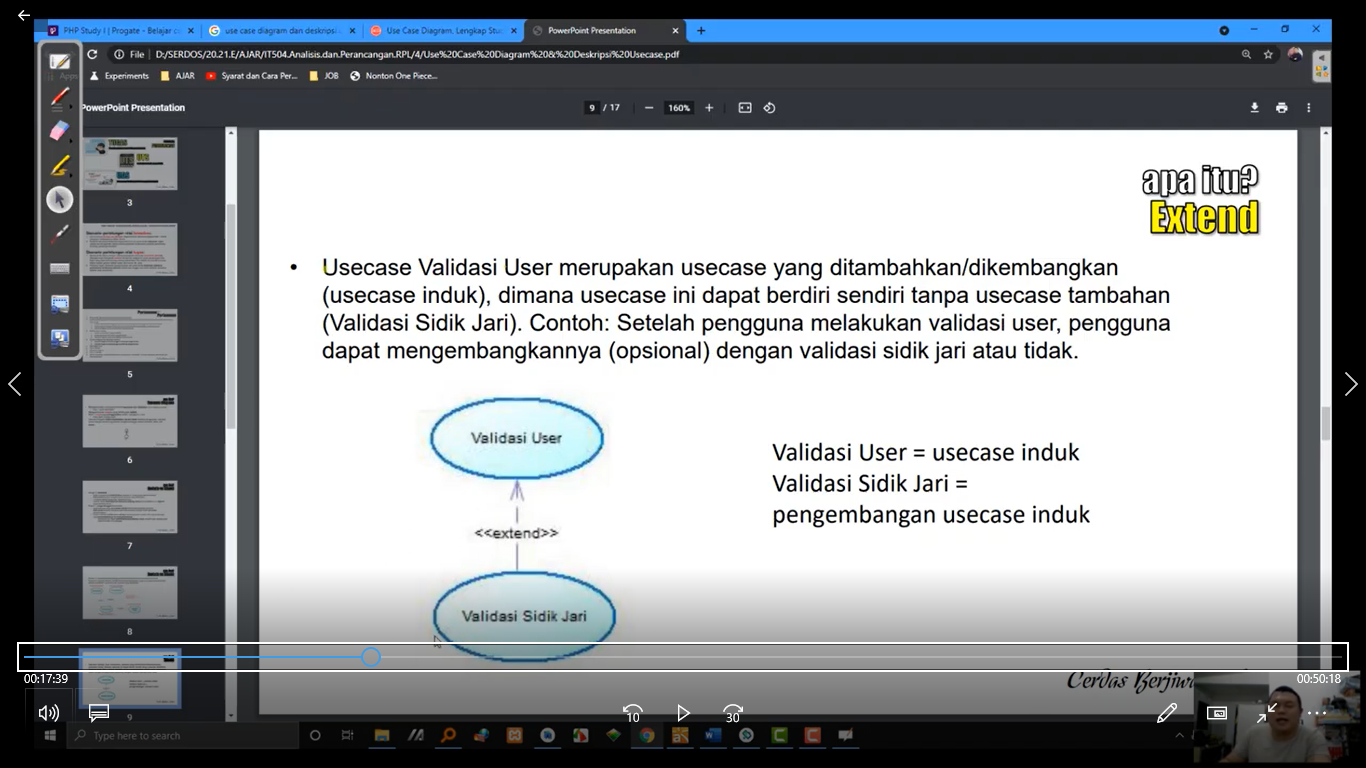 PHP Study I | Progate - Belajar c
use case diagram dan deskripsi
Use Case Diagram, Lengkap Stu
PowerPoint Presentation
File
D:/SERDOS/20.21.E/AJAR/IT504.Analisis.dan.Perancangan.RPL/4/Use%20Case%20Diagram%20&%20Deskripsi%20Usecase.pdf
Apps
Experiments
AJAR
Syarat dan Cara Per...
JOB
Nonton One Piece...
PowerPoint Presentation
9 / 17
160%
apa itu?
Extend
• Usecase Validasi User merupakan usecase yang ditambahkan/dikembangkan
(usecase induk), dimana usecase ini dapat berdiri sendiri tanpa usecase tambahan
(Validasi Sidik Jari). Contoh: Setelah pengguna melakukan validasi user, pengguna
dapat mengembangkannya (opsional) dengan validasi sidik jari atau tidak.
Validasi User
<<extend>>
Validasi Sidik Jari
Validasi User = usecase induk
Validasi Sidik Jari =
pengembangan usecase induk
3
4
5
6
7
8
9
Cerdas Berjiw
00:17:39
00:50:18
10
30
Type here to search